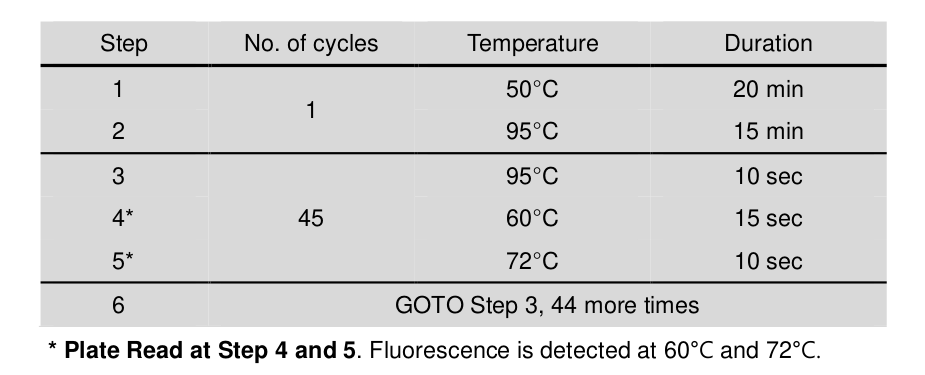 Step No. of cycles Temperature Duration
1 50°C 20 min
1
2 95°C 15 min
3 95°C 10 sec
4* 45 60°C 15 sec
5* 72°C 10 sec
6 GOTO Step 3, 44 more times
* Plate Read at Step 4 and 5. Fluorescence is detected at 60°C and 72°C.